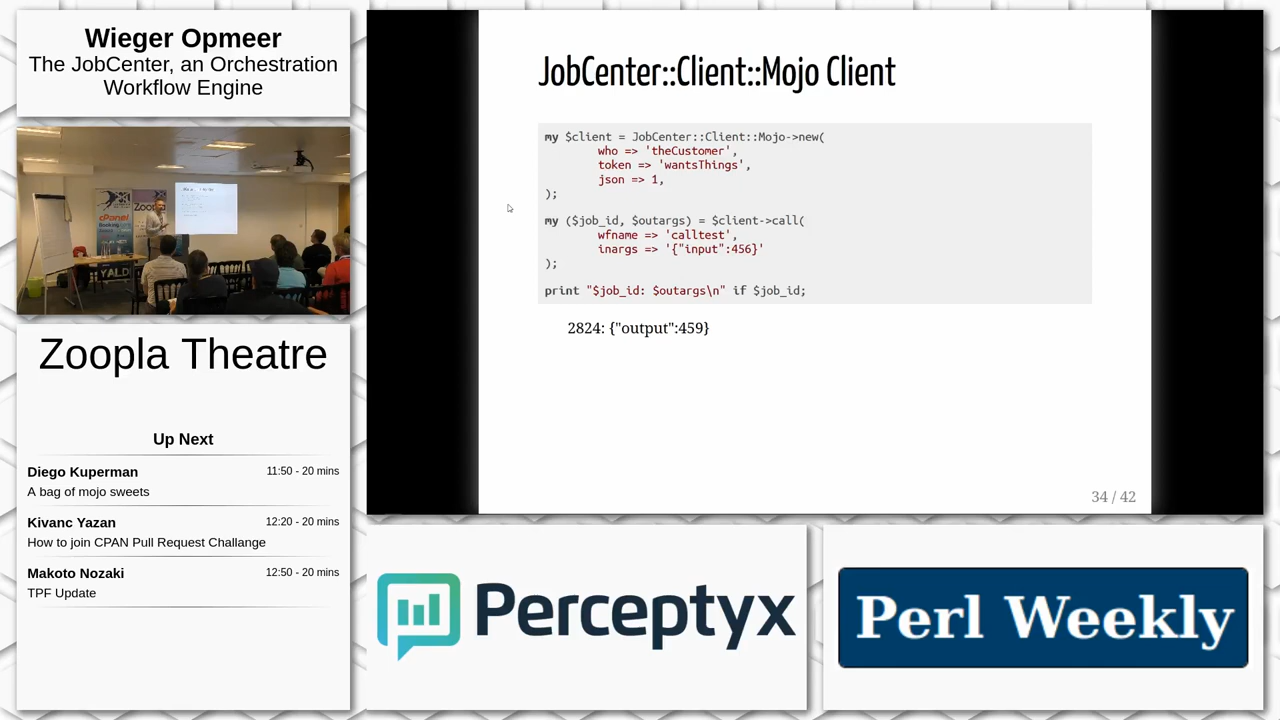 Wieger Opmeer
The JobCenter, an Orchestration
Workflow Engine
Zoopla Theatre
Up Next
Diego Kuperman 11:50 - 20 mins
A bag of mojo sweets
Kivanc Yazan 12:20 - 20 mins
How to join CPAN Pull Request Challange
Makoto Nozaki 12:50 - 20 mins
TPF Update
JobCenter::Client::Mojo Client
my $client = JobCenter::Client::Mojo->new(
who => 'theCustomer',
token => 'wantsThings',
json => 1,
);
my ($job_id, $outargs) = $client->call(
wfname => 'calltest',
inargs => '{"input":456}'
);
print "$job_id: $outargs\n" if $job_id;
2824: {"output":459}
34 / 42
cPanel
Perceptyx
Perl Weekly